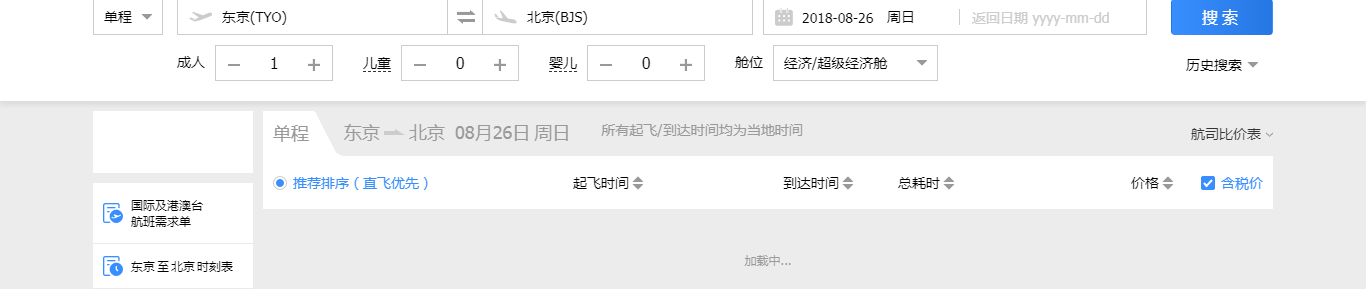 单程 东京(TYO) 北京(BJS) 2018-08-26 周日 返回日期 yyyy-mm-dd 搜索
成人 1 儿童 0 婴儿 0 舱位 经济/超级经济舱 历史搜索
单程 东京 北京 08月26日 周日 所有起飞/到达时间均为当地时间 航司比价表
推荐排序（直飞优先） 起飞时间 到达时间 总耗时 价格 含税价
国际及港澳台
航班需求单
东京 至 北京 时刻表
加载中...